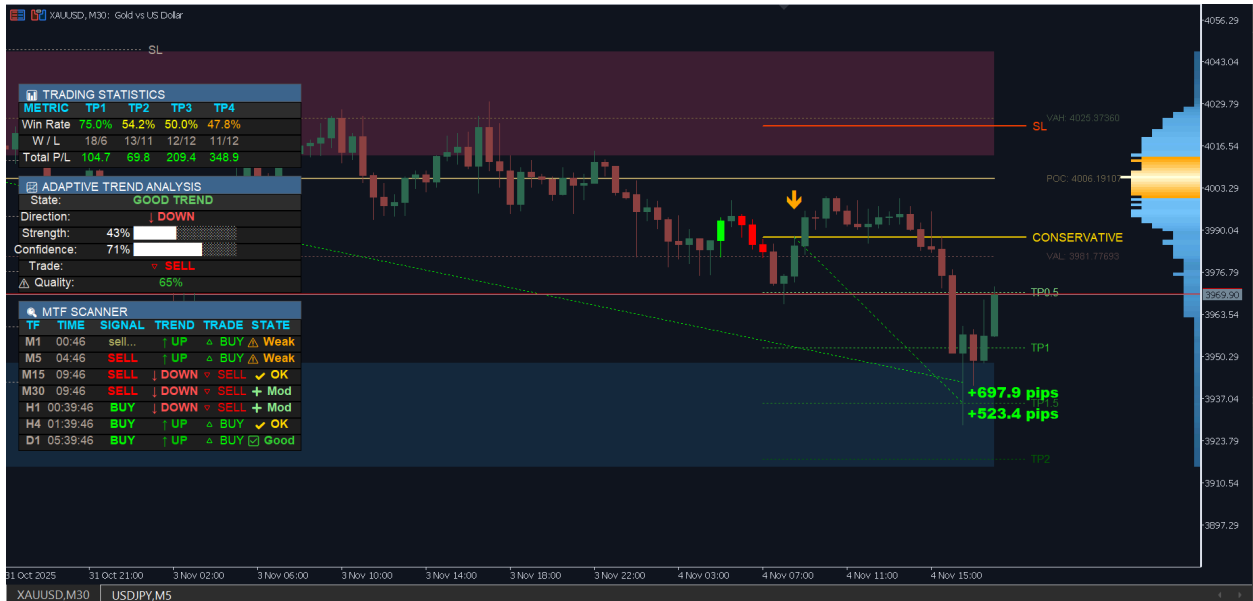 XAUUSD, M30: Gold vs US Dollar
4056.29
SL
4043.04
TRADING STATISTICS
METRIC TP1 TP2 TP3 TP4
Win Rate 75.0% 54.2% 50.0% 47.8%
W / L 18/6 13/11 12/12 11/12
Total P/L 104.7 69.8 209.4 348.9
4029.79
VAH: 4025.37360
SL
4016.54
ADAPTIVE TREND ANALYSIS
State: GOOD TREND
Direction: ↓ DOWN
Strength: 43%
Confidence: 71%
Trade: ▿ SELL
⚠ Quality: 65%
POC: 4006.19107
4003.29
3990.04
CONSERVATIVE
VAL: 3981.77693
3976.79
TP0.5
3969.90
3963.54
MTF SCANNER
TF TIME SIGNAL TREND TRADE STATE
M1 00:46 sell... ↑ UP ▵ BUY ⚠ Weak
M5 04:46 SELL ↑ UP ▵ BUY ⚠ Weak
M15 09:46 SELL ↓ DOWN ▿ SELL ✔ OK
M30 09:46 SELL ↓ DOWN ▿ SELL + Mod
H1 00:39:46 BUY ↓ DOWN ▿ SELL + Mod
H4 01:39:46 BUY ↑ UP ▵ BUY ✔ OK
D1 05:39:46 BUY ↑ UP ▵ BUY ☑ Good
TP1
3950.29
+697.9 pips
3937.04
TP1.5
+523.4 pips
3923.79
TP2
3910.54
3897.29
31 Oct 2025 31 Oct 21:00 3 Nov 02:00 3 Nov 06:00 3 Nov 10:00 3 Nov 14:00 3 Nov 18:00 3 Nov 22:00 4 Nov 03:00 4 Nov 07:00 4 Nov 11:00 4 Nov 15:00
XAUUSD,M30 USDJPY,M5